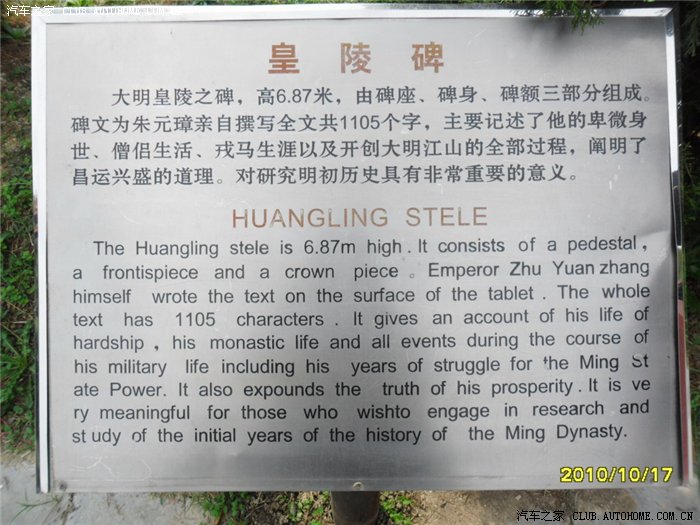 汽车之家 CLUB.AUTOHOME.COM.CN
皇陵碑
大明皇陵之碑，高6.87米，由碑座、碑身、碑额三部分组成。
碑文为朱元璋亲自撰写全文共1105个字，主要记述了他的卑微身
世、僧侣生活、戎马生涯以及开创大明江山的全部过程，阐明了
昌运兴盛的道理。对研究明初历史具有非常重要的意义。
HUANGLING STELE
The Huangling stele is 6.87m high. It consists of a pedestal,
a frontispiece and a crown piece。Emperor Zhu Yuan zhang
himself wrote the text on the surface of the tablet. The whole
text has 1105 characters. It gives an account of his life of
hardship, his monastic life and all events during the course of
his military life including his years of struggle for the Ming St
ate Power. It also expounds the truth of his prosperity. It is ve
ry meaningful for those who wishto engage in research and
st udy of the initial years of the history of the Ming Dynasty.
2010/10/17
汽车之家 CLUB.AUTOHOME.COM.CN